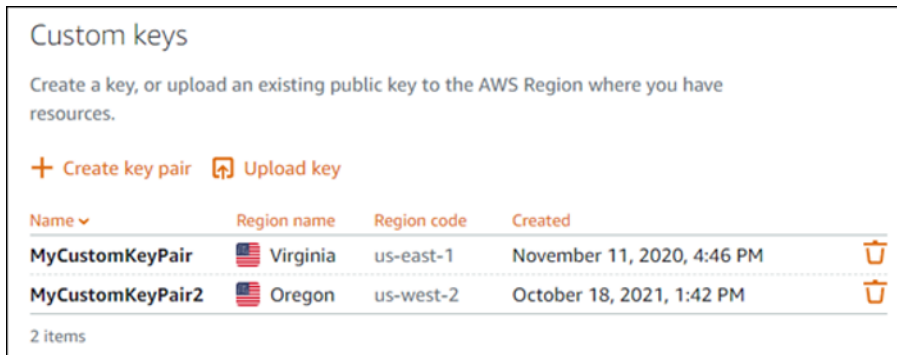 Custom keys
Create a key, or upload an existing public key to the AWS Region where you have
resources.
Create key pair Upload key
Name Region name Region code Created
MyCustomKeyPair Virginia us-east-1 November 11, 2020, 4:46 PM
MyCustomKeyPair2 Oregon us-west-2 October 18, 2021, 1:42 PM
2 items